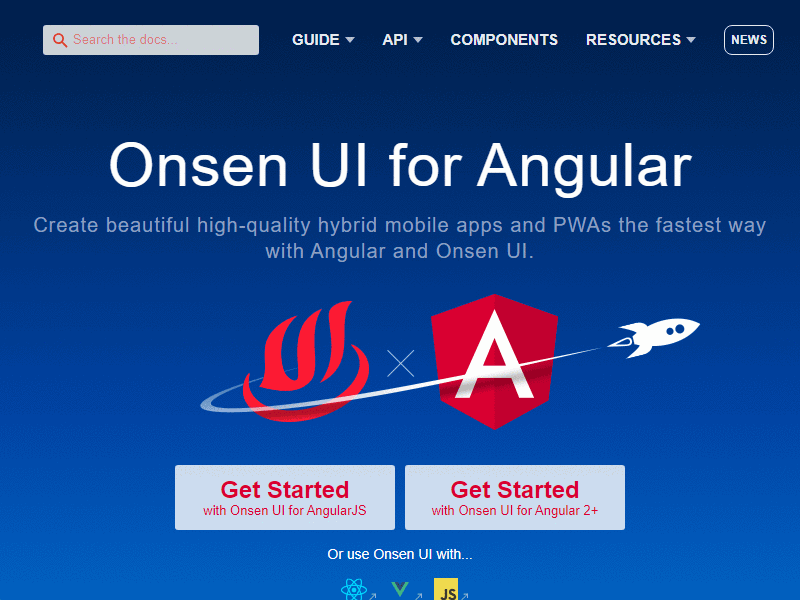 Search the docs...
GUIDE
API
COMPONENTS
RESOURCES
NEWS
Onsen UI for Angular
Create beautiful high-quality hybrid mobile apps and PWAs the fastest way
with Angular and Onsen UI.
A
Get Started
with Onsen UI for AngularJS
Get Started
with Onsen UI for Angular 2+
Or use Onsen UI with...
JS